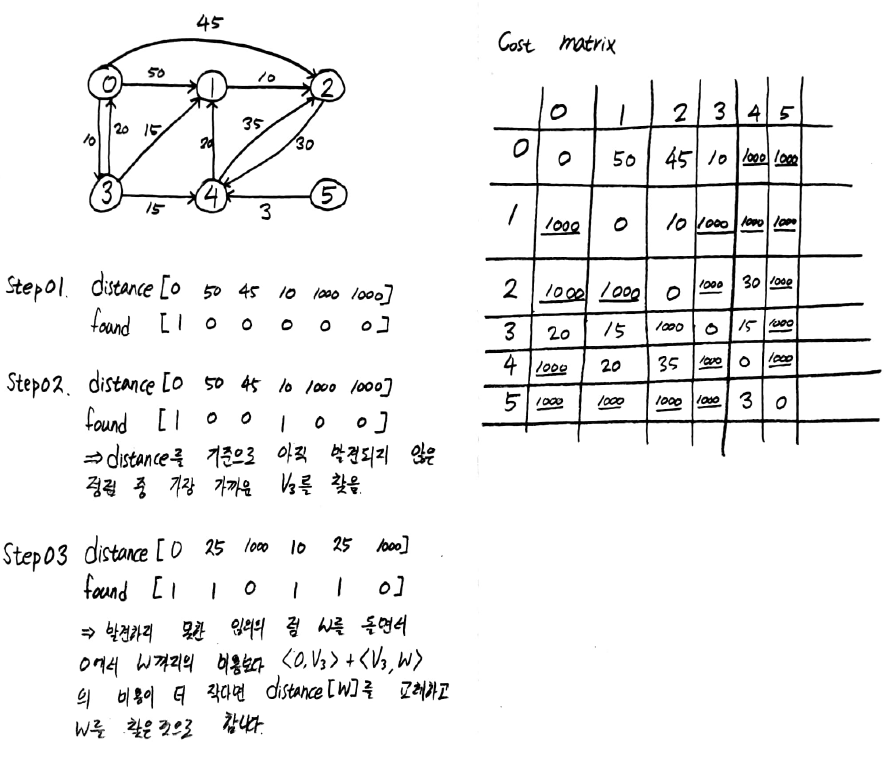 45
0 50 1 10 2
10 20 15 20 35 30
3 15 4 3 5
Cost matrix
0 1 2 3 4 5
0 0 50 45 10 1000 1000
1 1000 0 10 1000 1000 1000
2 1000 1000 0 1000 30 1000
3 20 15 1000 0 15 1000
4 1000 20 35 1000 0 1000
5 1000 1000 1000 1000 3 0
Step01. distance [0 50 45 10 1000 1000]
found [1 0 0 0 0 0]
Step02. distance [0 50 45 10 1000 1000]
found [1 0 0 1 0 0]
⇒ distance를 기준으로 아직 발견되지 않은
정점 중 가장 가까운 V3를 찾음.
Step03 distance [0 25 1000 10 25 1000]
found [1 1 0 1 1 0]
⇒ 발견하지 못한 임의의 점 W를 돌면서
0에서 W까지의 비용보다 <0,V3> + <V3,W>
의 비용이 더 작다면 distance[W]를 교체하고
W를 찾은 것으로 합니다.